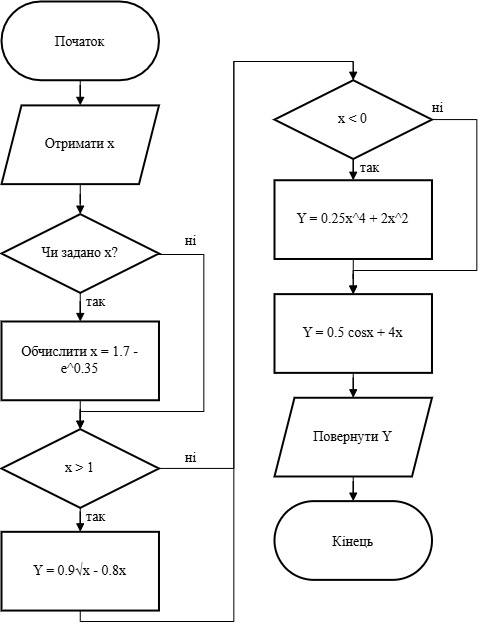 Початок
Отримати x
Чи задано x?
ні
так
Обчислити x = 1.7 -
e^0.35
x > 1
ні
так
Y = 0.9√x - 0.8x
x < 0
ні
так
Y = 0.25x^4 + 2x^2
Y = 0.5 cosx + 4x
Повернути Y
Кінець